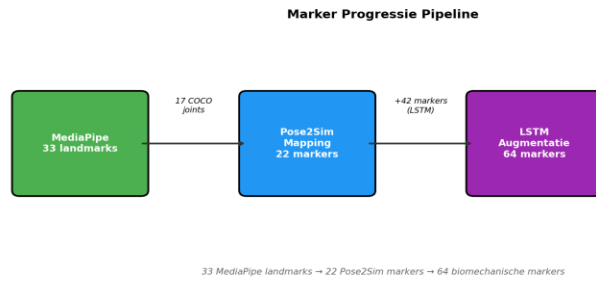 Marker Progressie Pipeline
MediaPipe
33 landmarks
17 COCO
joints
Pose2Sim
Mapping
22 markers
+42 markers
(LSTM)
LSTM
Augmentatie
64 markers
33 MediaPipe landmarks → 22 Pose2Sim markers → 64 biomechanische markers